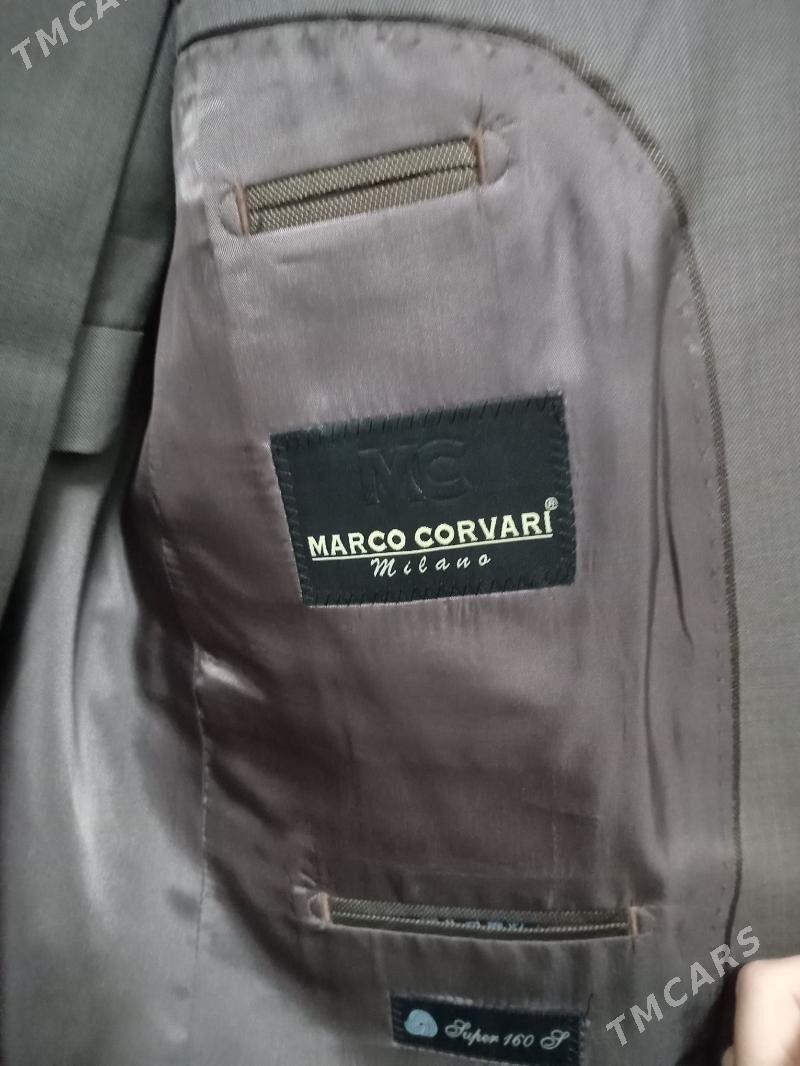 TMCARS
MC
MARCO CORVARİ®
Milano
Super 160 S
TMCARS